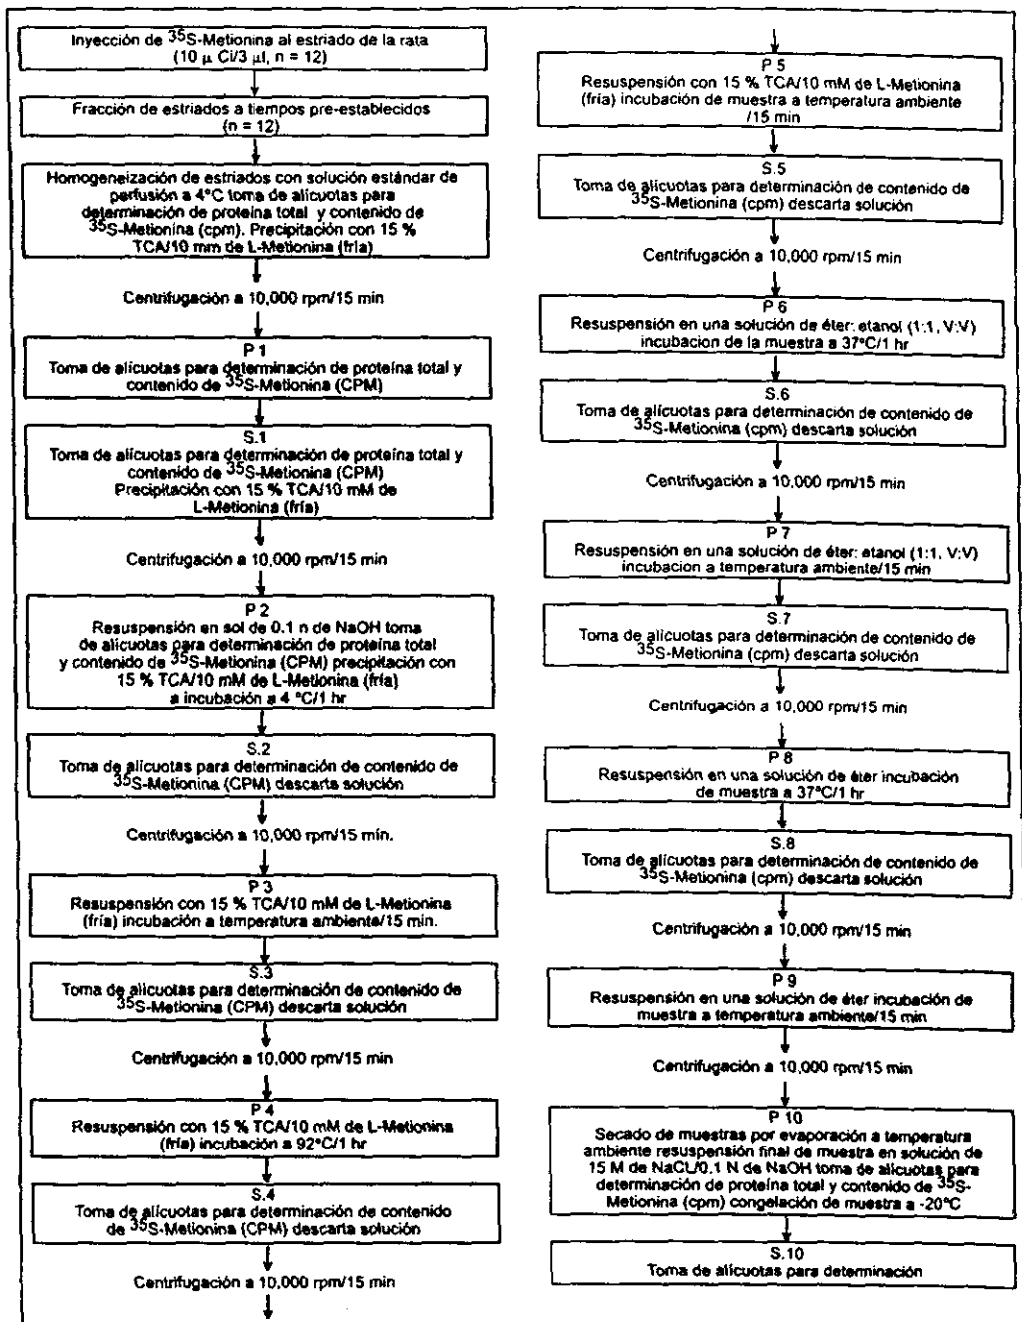 Inyección de 35S-Metionina al estriado de la rata
(10 µ Ci/3 µl, n = 12)
Fracción de estriados a tiempos pre-establecidos
(n = 12)
Homogeneización de estriados con solución estándar de
perfusión a 4°C toma de alícuotas para
determinación de proteína total y contenido de
35S-Metionina (cpm). Precipitación con 15 %
TCA/10 mm de L-Metionina (fría)
Centrifugación a 10,000 rpm/15 min
P 1
Toma de alícuotas para determinación de proteína total y
contenido de 35S-Metionina (CPM)
S.1
Toma de alícuotas para determinación de proteína total y
contenido de 35S-Metionina (CPM)
Precipitación con 15 % TCA/10 mM de
L-Metionina (fría)
Centrifugación a 10,000 rpm/15 min
P 2
Resuspensión en sol de 0.1 n de NaOH toma
de alícuotas para determinación de proteína total
y contenido de 35S-Metionina (CPM) precipitación con
15 % TCA/10 mM de L-Metionina (fría)
a incubación a 4 °C/1 hr
S.2
Toma de alícuotas para determinación de contenido de
35S-Metionina (CPM) descarta solución
Centrifugación a 10,000 rpm/15 min.
P 3
Resuspensión con 15 % TCA/10 mM de L-Metionina
(fría) incubación a temperatura ambiente/15 min.
S.3
Toma de alícuotas para determinación de contenido de
35S-Metionina (CPM) descarta solución
Centrifugación a 10,000 rpm/15 min
P 4
Resuspensión con 15 % TCA/10 mM de L-Metionina
(fría) incubación a 92°C/1 hr
S.4
Toma de alícuotas para determinación de contenido
de 35S-Metionina (CPM) descarta solución
Centrifugación a 10,000 rpm/15 min
P 5
Resuspensión con 15 % TCA/10 mM de L-Metionina
(fría) incubación de muestra a temperatura ambiente
/15 min
S.5
Toma de alícuotas para determinación de contenido de
35S-Metionina (cpm) descarta solución
Centrifugación a 10,000 rpm/15 min
P 6
Resuspensión en una solución de éter: etanol (1:1, V:V)
incubacion de la muestra a 37°C/1 hr
S.6
Toma de alícuotas para determinación de contenido de
35S-Metionina (cpm) descarta solución
Centrifugación a 10,000 rpm/15 min
P 7
Resuspensión en una solución de éter: etanol (1:1, V:V)
incubacion a temperatura ambiente/15 min
S.7
Toma de alícuotas para determinación de contenido de
35S-Metionina (cpm) descarta solución
Centrifugación a 10,000 rpm/15 min
P 8
Resuspensión en una solución de éter incubación
de muestra a 37°C/1 hr
S.8
Toma de alícuotas para determinación de contenido de
35S-Metionina (cpm) descarta solución
Centrifugación a 10,000 rpm/15 min
P 9
Resuspensión en una solución de éter incubación de
muestra a temperatura ambiente/15 min
Centrifugación a 10,000 rpm/15 min
P 10
Secado de muestras por evaporación a temperatura
ambiente resuspensión final de muestra en solución de
15 M de NaCL/0.1 N de NaOH toma de alícuotas para
determinación de proteína total y contenido de 35S-
Metionina (cpm) congelación de muestra a -20°C
S.10
Toma de alícuotas para determinación